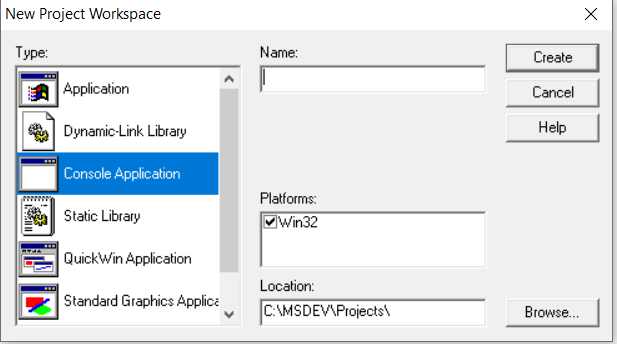 New Project Workspace
Type:
Application
Dynamic-Link Library
Console Application
Static Library
QuickWin Application
Standard Graphics Applica
Name:
Platforms:
Win32
Location:
C:\MSDEV\Projects\
Create
Cancel
Help
Browse...